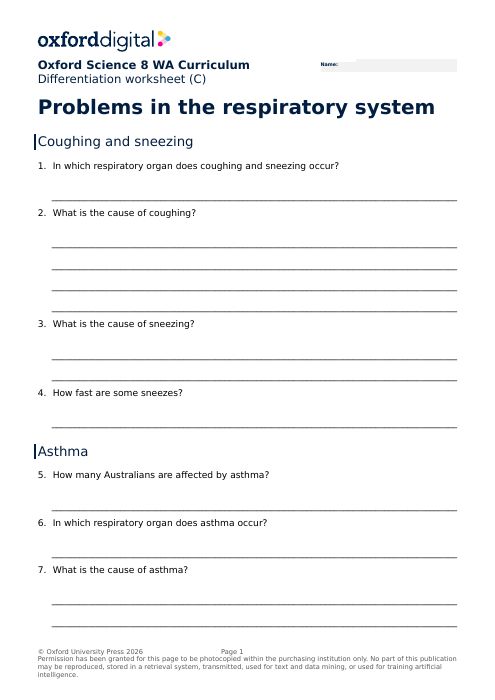 oxforddigital
Oxford Science 8 WA Curriculum
Name:
Differentiation worksheet (C)
Problems in the respiratory system
Coughing and sneezing
1. In which respiratory organ does coughing and sneezing occur?
2. What is the cause of coughing?
3. What is the cause of sneezing?
4. How fast are some sneezes?
Asthma
5. How many Australians are affected by asthma?
6. In which respiratory organ does asthma occur?
7. What is the cause of asthma?
© Oxford University Press 2026 Page 1
Permission has been granted for this page to be photocopied within the purchasing institution only. No part of this publication
may be reproduced, stored in a retrieval system, transmitted, used for text and data mining, or used for training artificial
intelligence.